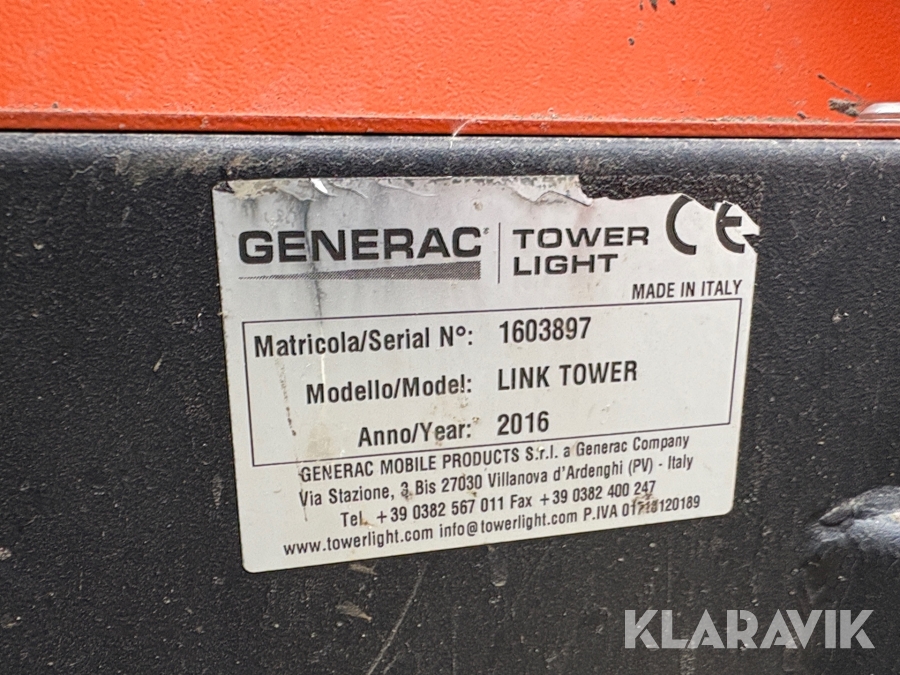 GENERAC
TOWER LIGHT
CE
MADE IN ITALY
Matricola/Serial N°: 1603897
Modello/Model: LINK TOWER
Anno/Year: 2016
GENERAC MOBILE PRODUCTS S.r.l. a Generac Company
Via Stazione, 3 Bis 27030 Villanova d'Ardenghi (PV) - Italy
Tel. +39 0382 567 011 Fax +39 0382 400 247
www.towerlight.com info@towerlight.com P.IVA
KLARAVIK